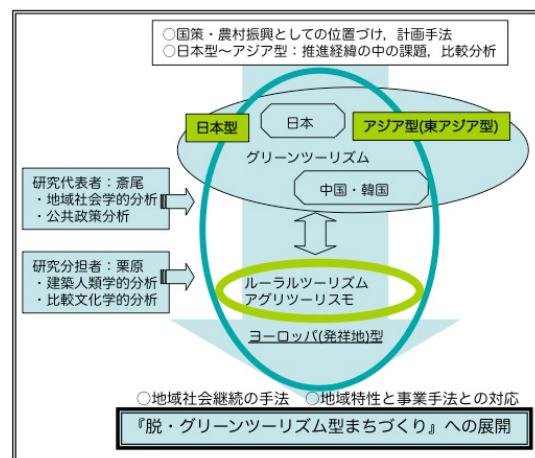 ○国策・農村振興としての位置づけ，計画手法
○日本型～アジア型：推進経緯の中の課題，比較分析
日本型
日本
アジア型(東アジア型)
グリーンツーリズム
中国・韓国
研究代表者：斎尾
・地域社会学的分析
・公共政策分析
研究分担者：栗原
・建築人類学的分析
・比較文化学的分析
ルーラルツーリズム
アグリツーリスモ
ヨーロッパ(発祥地)型
○地域社会継続の手法　○地域特性と事業手法との対応
『脱・グリーンツーリズム型まちづくり』への展開